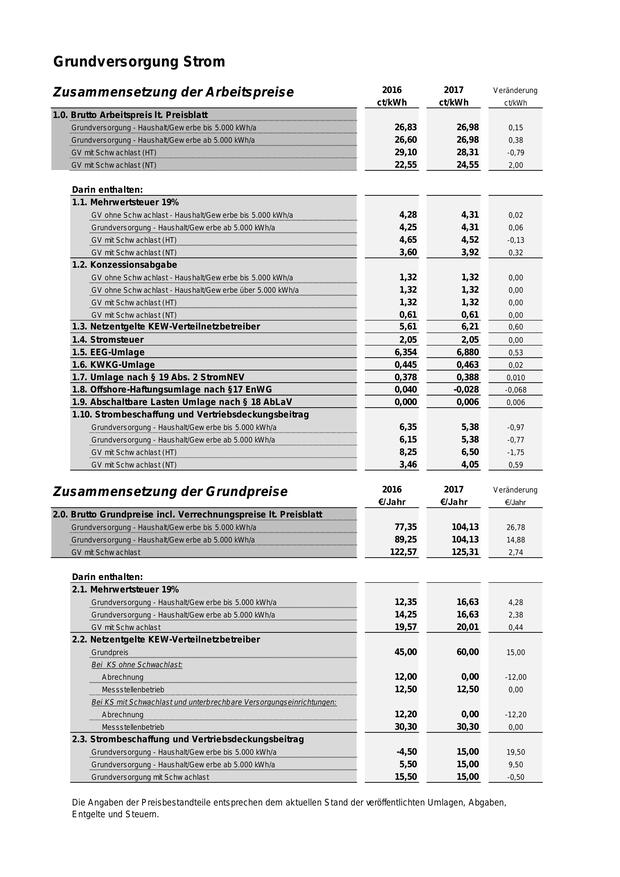 Grundversorgung Strom
Zusammensetzung der Arbeitspreise 2016 2017 Veränderung
ct/kWh ct/kWh ct/kWh
1.0. Brutto Arbeitspreis lt. Preisblatt
Grundversorgung - Haushalt/Gewerbe bis 5.000 kWh/a 26,83 26,98 0,15
Grundversorgung - Haushalt/Gewerbe ab 5.000 kWh/a 26,60 26,98 0,38
GV mit Schwachlast (HT) 29,10 28,31 -0,79
GV mit Schwachlast (NT) 22,55 24,55 2,00
Darin enthalten:
1.1. Mehrwertsteuer 19%
GV ohne Schwachlast - Haushalt/Gewerbe bis 5.000 kWh/a 4,28 4,31 0,02
Grundversorgung - Haushalt/Gewerbe ab 5.000 kWh/a 4,25 4,31 0,06
GV mit Schwachlast (HT) 4,65 4,52 -0,13
GV mit Schwachlast (NT) 3,60 3,92 0,32
1.2. Konzessionsabgabe
GV ohne Schwachlast - Haushalt/Gewerbe bis 5.000 kWh/a 1,32 1,32 0,00
GV ohne Schwachlast - Haushalt/Gewerbe über 5.000 kWh/a 1,32 1,32 0,00
GV mit Schwachlast (HT) 1,32 1,32 0,00
GV mit Schwachlast (NT) 0,61 0,61 0,00
1.3. Netzentgelte KEW-Verteilnetzbetreiber 5,61 6,21 0,60
1.4. Stromsteuer 2,05 2,05 0,00
1.5. EEG-Umlage 6,354 6,880 0,53
1.6. KWKG-Umlage 0,445 0,463 0,02
1.7. Umlage nach § 19 Abs. 2 StromNEV 0,378 0,388 0,010
1.8. Offshore-Haftungsumlage nach §17 EnWG 0,040 -0,028 -0,068
1.9. Abschaltbare Lasten Umlage nach § 18 AbLaV 0,000 0,006 0,006
1.10. Strombeschaffung und Vertriebsdeckungsbeitrag
Grundversorgung - Haushalt/Gewerbe bis 5.000 kWh/a 6,35 5,38 -0,97
Grundversorgung - Haushalt/Gewerbe ab 5.000 kWh/a 6,15 5,38 -0,77
GV mit Schwachlast (HT) 8,25 6,50 -1,75
GV mit Schwachlast (NT) 3,46 4,05 0,59
Zusammensetzung der Grundpreise 2016 2017 Veränderung
€/Jahr €/Jahr €/Jahr
2.0. Brutto Grundpreise incl. Verrechnungspreise lt. Preisblatt
Grundversorgung - Haushalt/Gewerbe bis 5.000 kWh/a 77,35 104,13 26,78
Grundversorgung - Haushalt/Gewerbe ab 5.000 kWh/a 89,25 104,13 14,88
GV mit Schwachlast 122,57 125,31 2,74
Darin enthalten:
2.1. Mehrwertsteuer 19%
Grundversorgung - Haushalt/Gewerbe bis 5.000 kWh/a 12,35 16,63 4,28
Grundversorgung - Haushalt/Gewerbe ab 5.000 kWh/a 14,25 16,63 2,38
GV mit Schwachlast 19,57 20,01 0,44
2.2. Netzentgelte KEW-Verteilnetzbetreiber
Grundpreis 45,00 60,00 15,00
Bei KS ohne Schwachlast:
Abrechnung 12,00 0,00 -12,00
Messstellenbetrieb 12,50 12,50 0,00
Bei KS mit Schwachlast und unterbrechbare Versorgungseinrichtungen:
Abrechnung 12,20 0,00 -12,20
Messstellenbetrieb 30,30 30,30 0,00
2.3. Strombeschaffung und Vertriebsdeckungsbeitrag
Grundversorgung - Haushalt/Gewerbe bis 5.000 kWh/a -4,50 15,00 19,50
Grundversorgung - Haushalt/Gewerbe ab 5.000 kWh/a 5,50 15,00 9,50
Grundversorgung mit Schwachlast 15,50 15,00 -0,50
Die Angaben der Preisbestandteile entsprechen dem aktuellen Stand der veröffentlichten Umlagen, Abgaben,
Entgelte und Steuern.